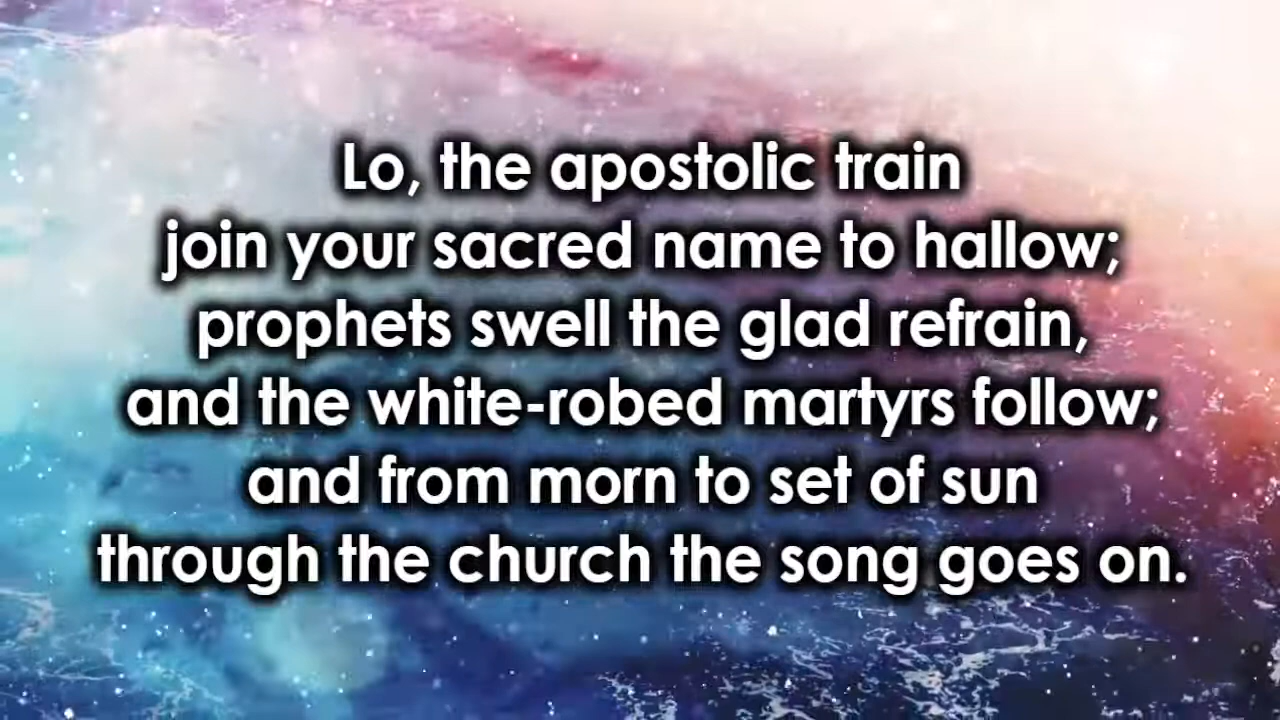 Lo, the apostolic train
join your sacred name to hallow;
prophets swell the glad refrain,
and the white-robed martyrs follow;
and from morn to set of sun
through the church the song goes on.